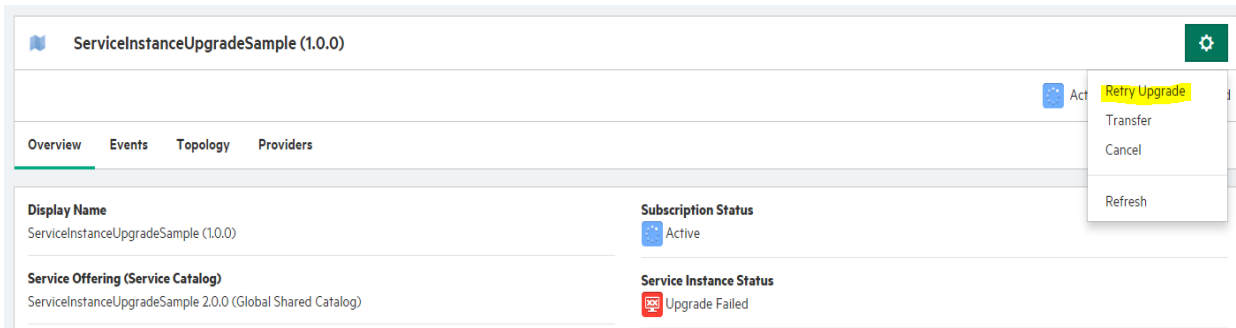 ServiceInstanceUpgradeSample (1.0.0)
Act
Retry Upgrade
d
Transfer
Cancel
Refresh
Overview Events Topology Providers
Display Name
ServiceInstanceUpgradeSample (1.0.0)
Subscription Status
Active
Service Offering (Service Catalog)
ServiceInstanceUpgradeSample 2.0.0 (Global Shared Catalog)
Service Instance Status
Upgrade Failed